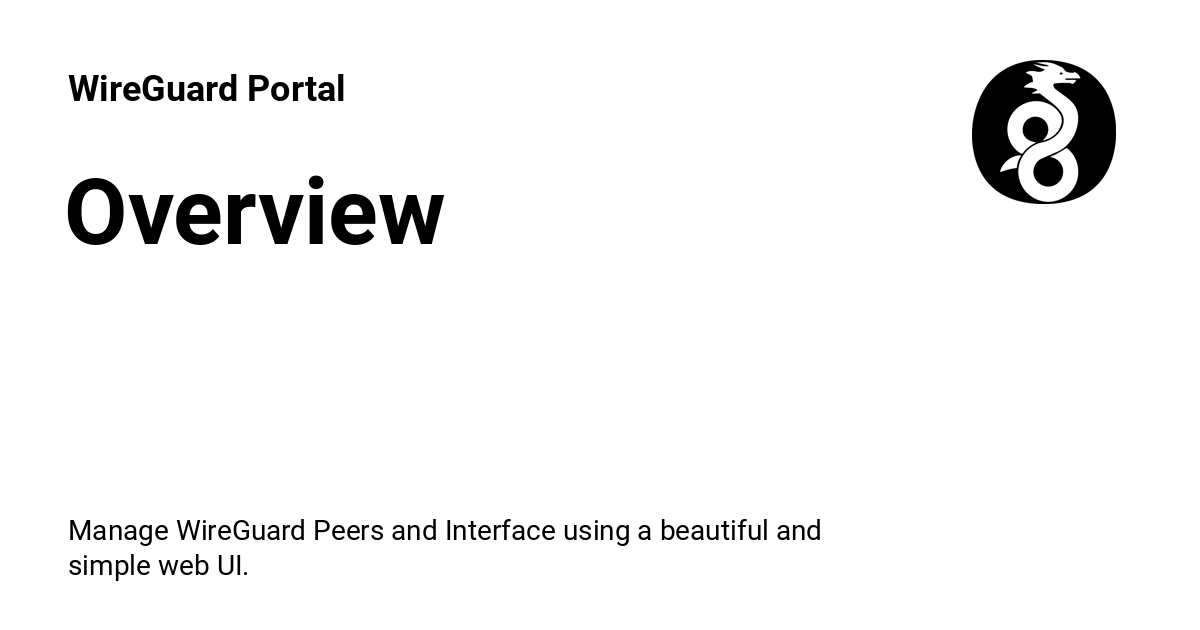 WireGuard Portal
Overview
Manage WireGuard Peers and Interface using a beautiful and
simple web UI.